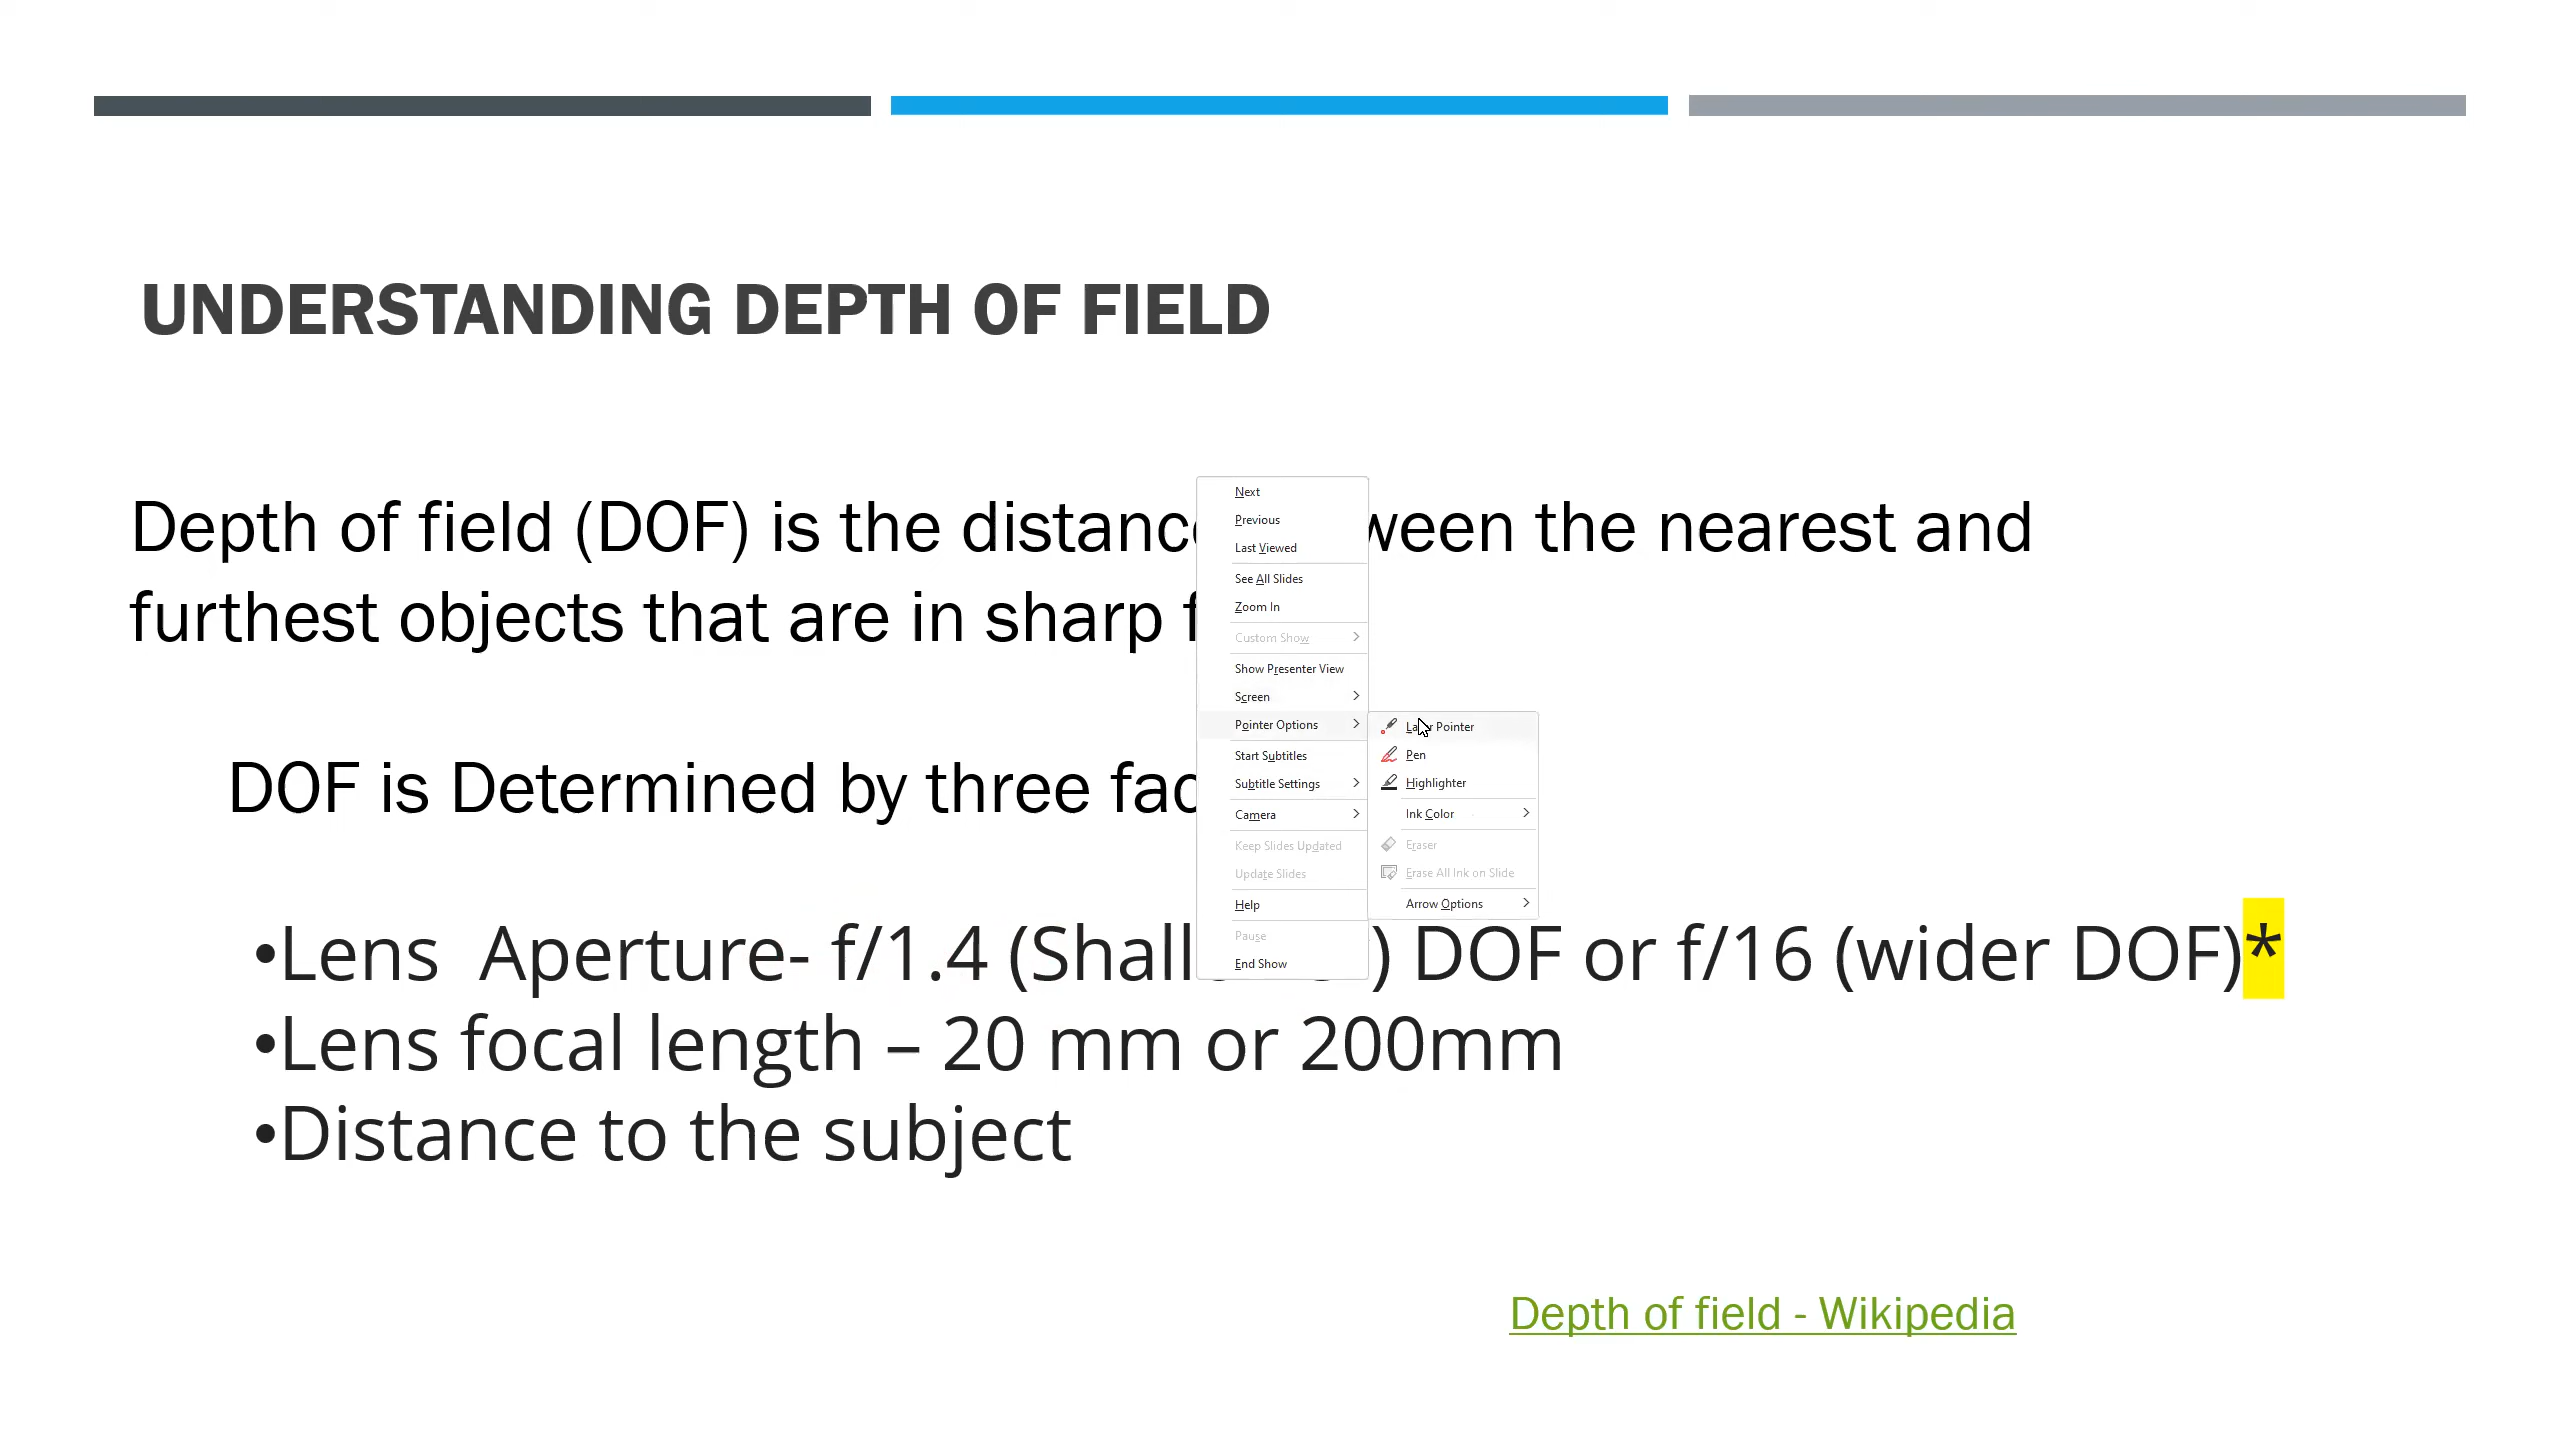 UNDERSTANDING DEPTH OF FIELD
Depth of field (DOF) is the distance ween the nearest and
furthest objects that are in sharp
DOF is Determined by three fac
•Lens Aperture- f/1.4 (Shall ) DOF or f/16 (wider DOF)*
•Lens focal length – 20 mm or 200mm
•Distance to the subject
Depth of field - Wikipedia
Next
Previous
Last Viewed
See All Slides
Zoom In
Custom Show
Show Presenter View
Screen
Pointer Options
Start Subtitles
Subtitle Settings
Camera
Keep Slides Updated
Update Slides
Help
Pause
End Show
Laser Pointer
Pen
Highlighter
Ink Color
Eraser
Erase All Ink on Slide
Arrow Options